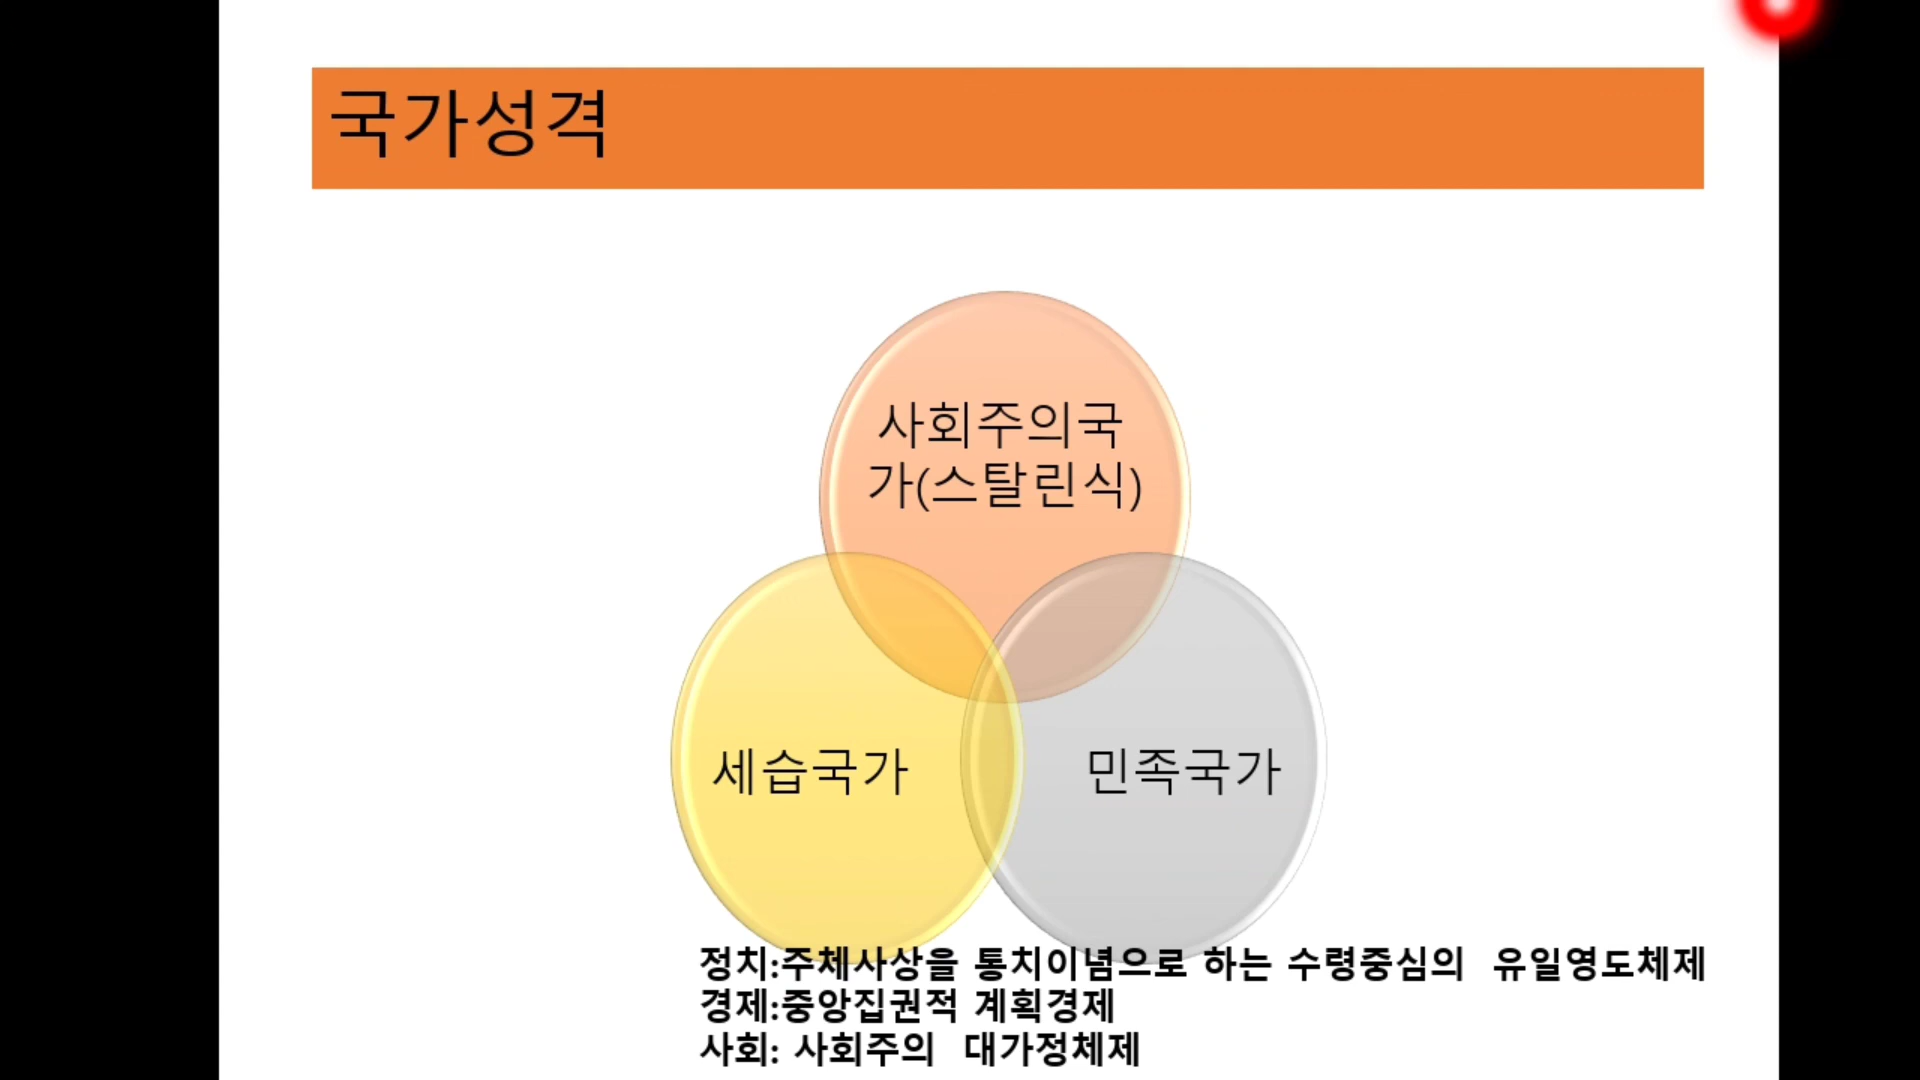 국가성격
사회주의국
가(스탈린식)
세습국가
민족국가
정치:주체사상을 통치이념으로 하는 수령중심의 유일영도체제
경제:중앙집권적 계획경제
사회: 사회주의 대가정체제